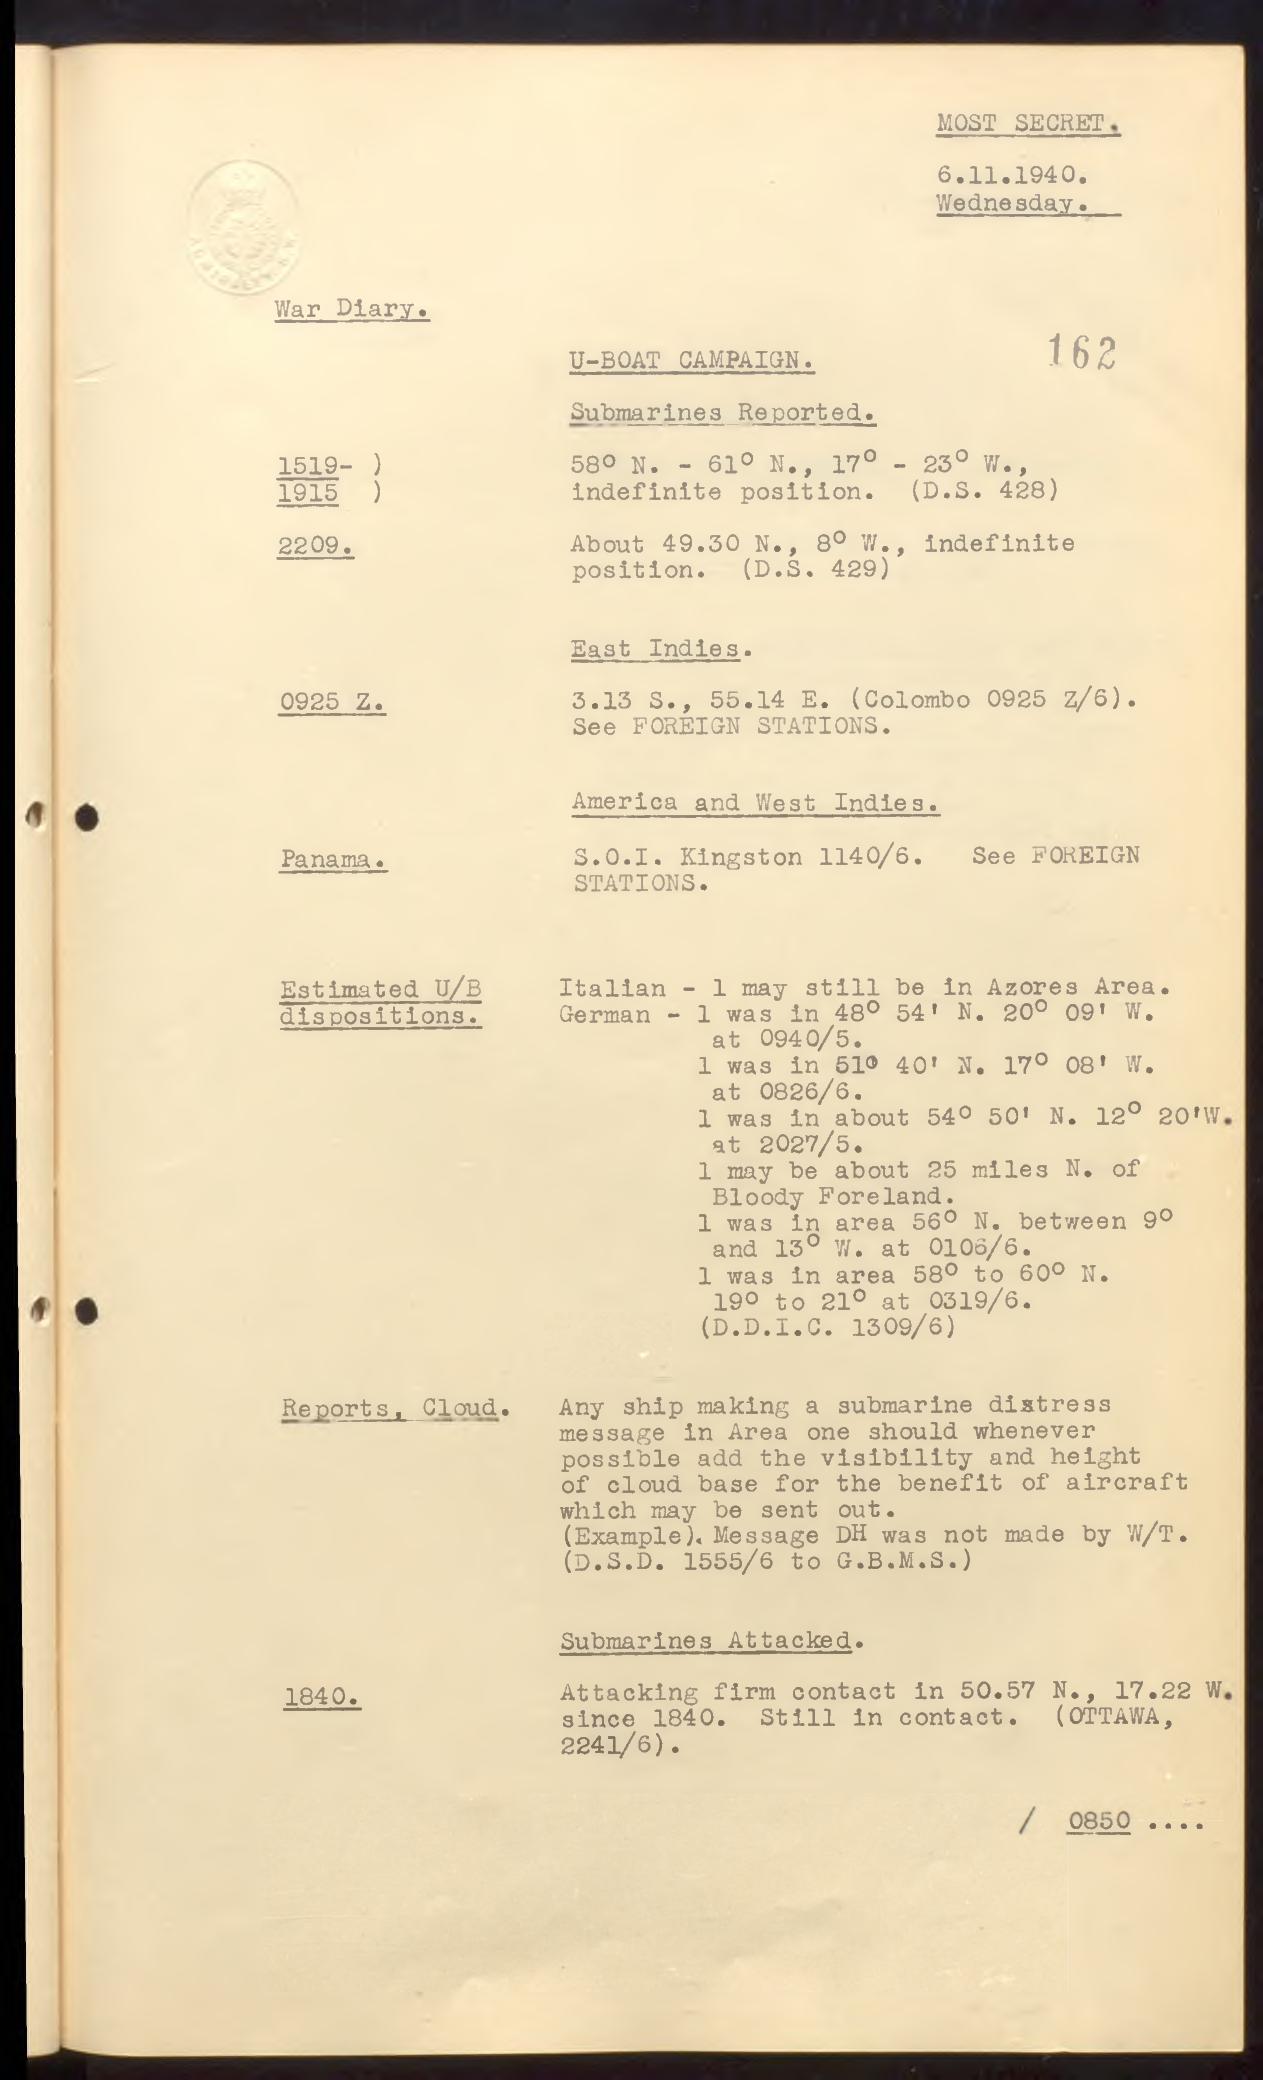 MOST SECRET.
6.11.1940.
Wednesday.
War Diary.
162
U-BOAT CAMPAIGN.
Submarines Reported.
1519- ) 58° N. - 61° N., 17° - 23° W.,
1915 ) indefinite position. (D.S. 428)
2209. About 49.30 N., 8° W., indefinite
position. (D.S. 429)
East Indies.
0925 Z. 3.13 S., 55.14 E. (Colombo 0925 Z/6).
See FOREIGN STATIONS.
America and West Indies.
Panama. S.O.I. Kingston 1140/6. See FOREIGN
STATIONS.
Estimated U/B Italian - 1 may still be in Azores Area.
dispositions. German - 1 was in 48° 54' N. 20° 09' W.
at 0940/5.
1 was in 51° 40' N. 17° 08' W.
at 0826/6.
1 was in about 54° 50' N. 12° 20'W.
at 2027/5.
1 may be about 25 miles N. of
Bloody Foreland.
1 was in area 56° N. between 9°
and 13° W. at 0106/6.
1 was in area 58° to 60° N.
19° to 21° at 0319/6.
(D.D.I.C. 1309/6)
Reports, Cloud. Any ship making a submarine distress
message in Area one should whenever
possible add the visibility and height
of cloud base for the benefit of aircraft
which may be sent out.
(Example). Message DH was not made by W/T.
(D.S.D. 1555/6 to G.B.M.S.)
Submarines Attacked.
1840. Attacking firm contact in 50.57 N., 17.22 W.
since 1840. Still in contact. (OTTAWA,
2241/6).
/ 0850 ....